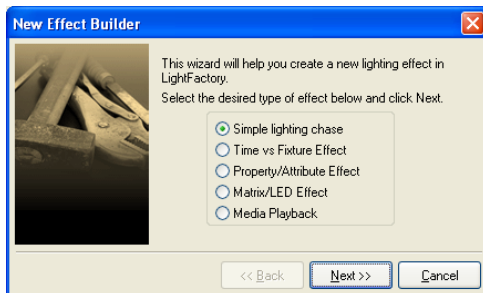 New Effect Builder
This wizard will help you create a new lighting effect in
LightFactory.
Select the desired type of effect below and click Next.
Simple lighting chase
Time vs Fixture Effect
Property/Attribute Effect
Matrix/LED Effect
Media Playback
<< Back Next >> Cancel